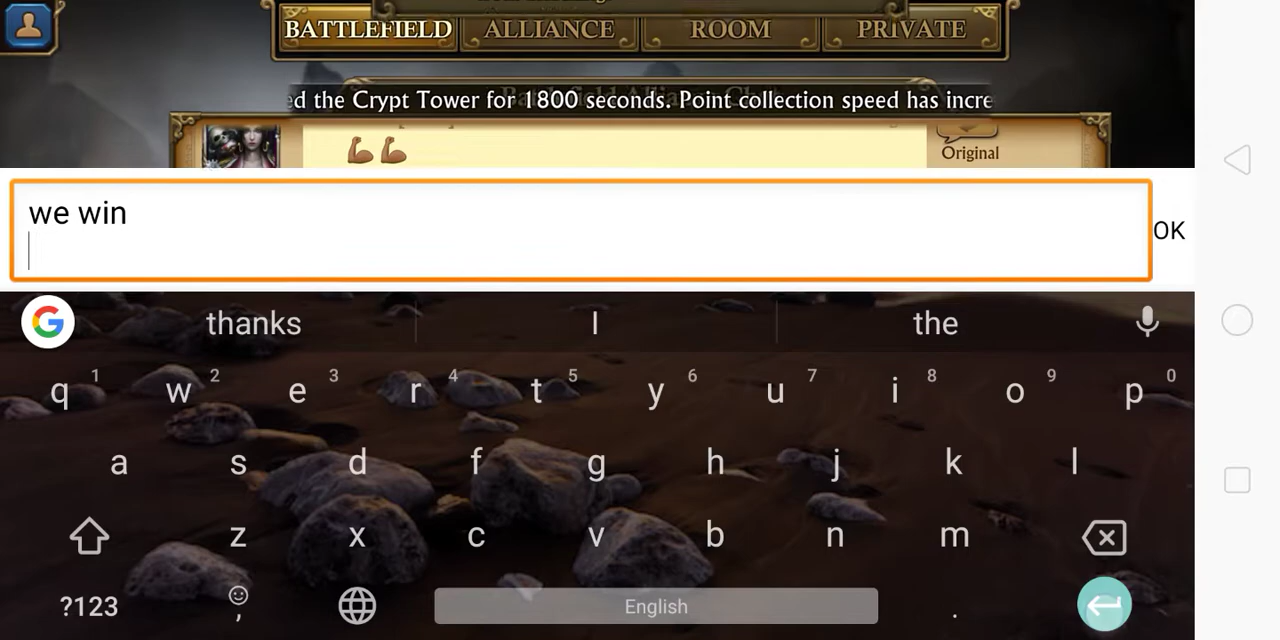 BATTLEFIELD ALLIANCE ROOM PRIVATE
ed the Crypt Tower for 1800 seconds. Point collection speed has incre
Original
we win
OK
thanks I the
q 1 w 2 e 3 r 4 t 5 y 6 u 7 i 8 o 9 p 0
a s d f g h j k l
z x c v b n m
?123 , English .